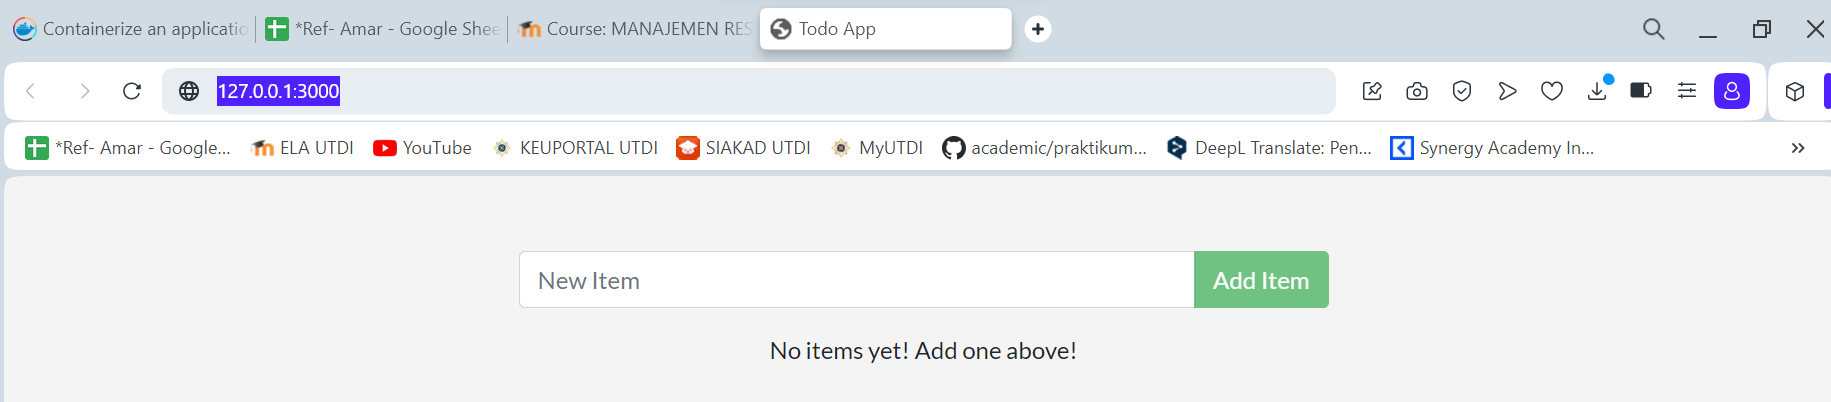 Containerize an applicatio
*Ref- Amar - Google Shee
Course: MANAJEMEN RES
Todo App
127.0.0.1:3000
*Ref- Amar - Google...
ELA UTDI
YouTube
KEUPORTAL UTDI
SIAKAD UTDI
MyUTDI
academic/praktikum...
DeepL Translate: Pen...
Synergy Academy In...
New Item
Add Item
No items yet! Add one above!